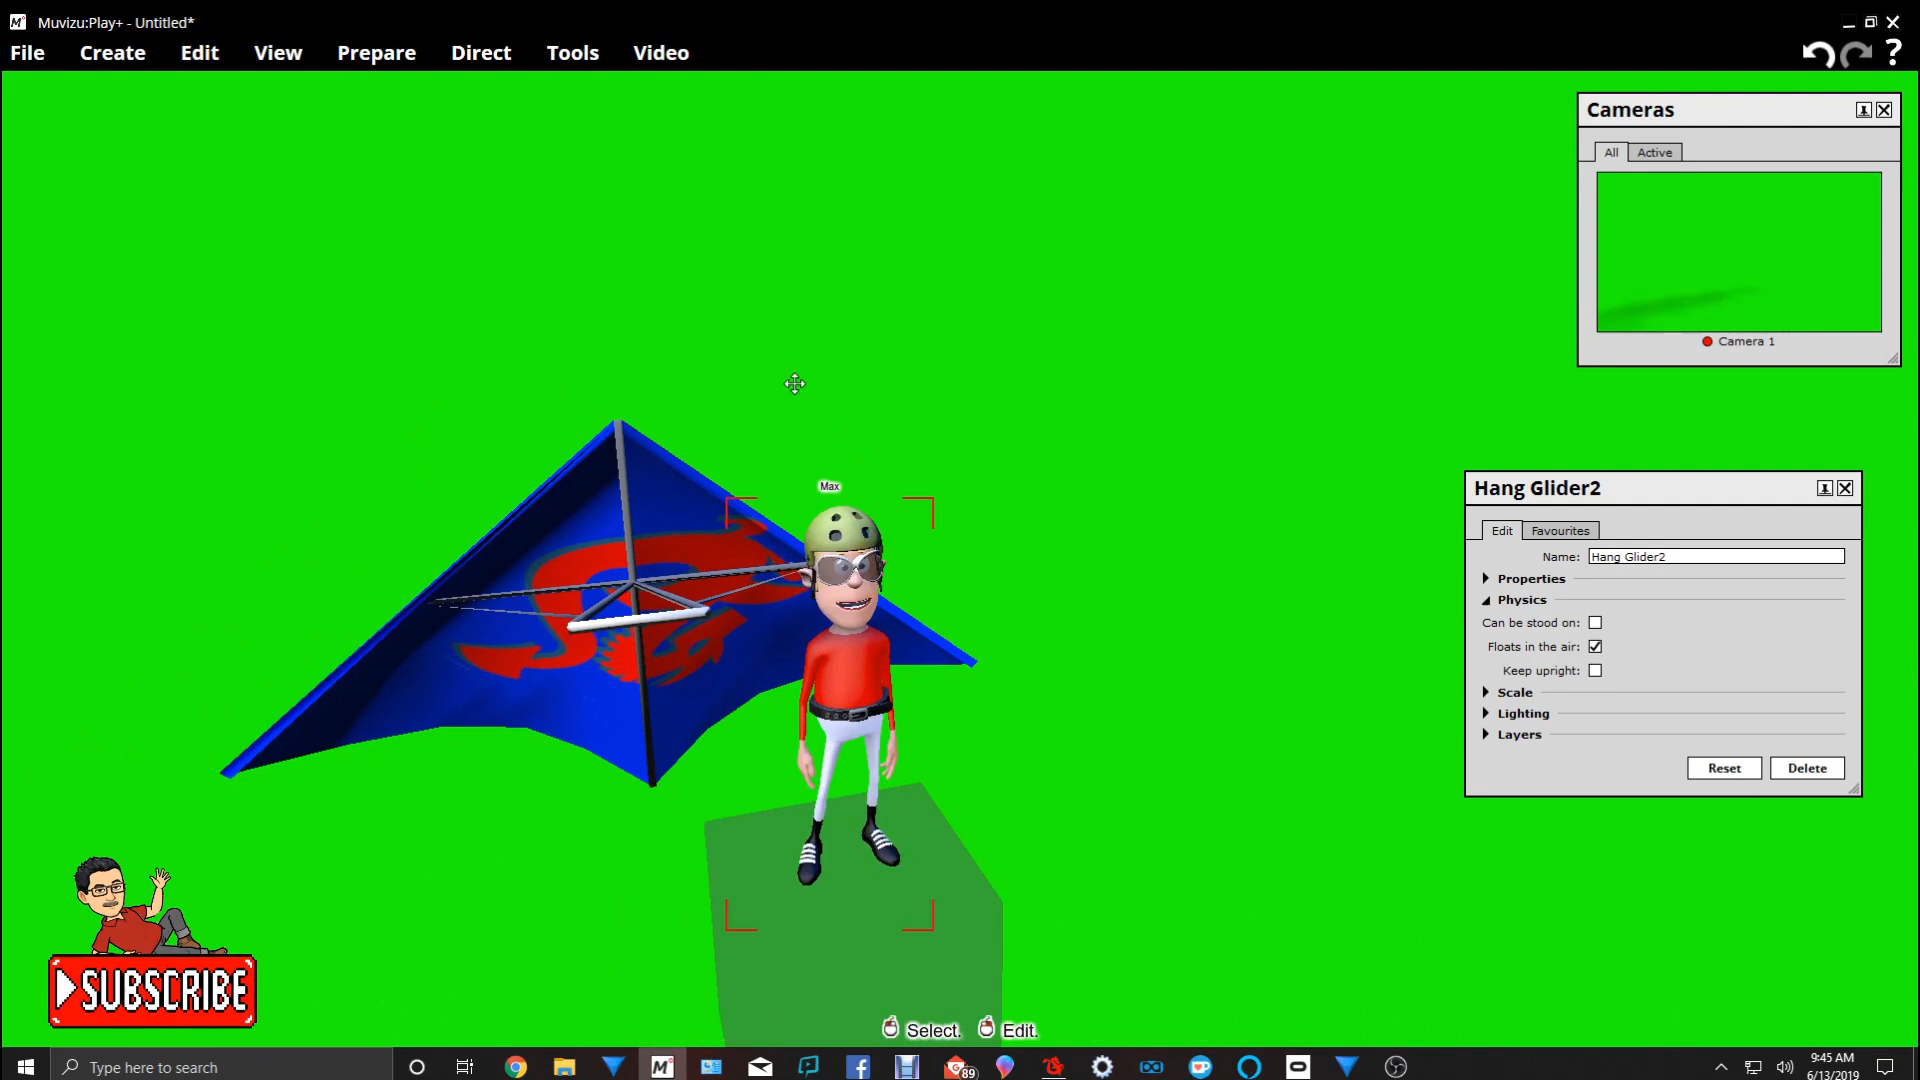 Muvizu:Play+ - Untitled*
File Create Edit View Prepare Direct Tools Video ?
Cameras
All Active
Camera 1
Max
Hang Glider2
Edit Favourites
Name: Hang Glider2
Properties
Physics
Can be stood on:
Floats in the air:
Keep upright:
Scale
Lighting
Layers
Reset Delete
SUBSCRIBE
Select. Edit.
Type here to search
89
9:45 AM
6/13/2019